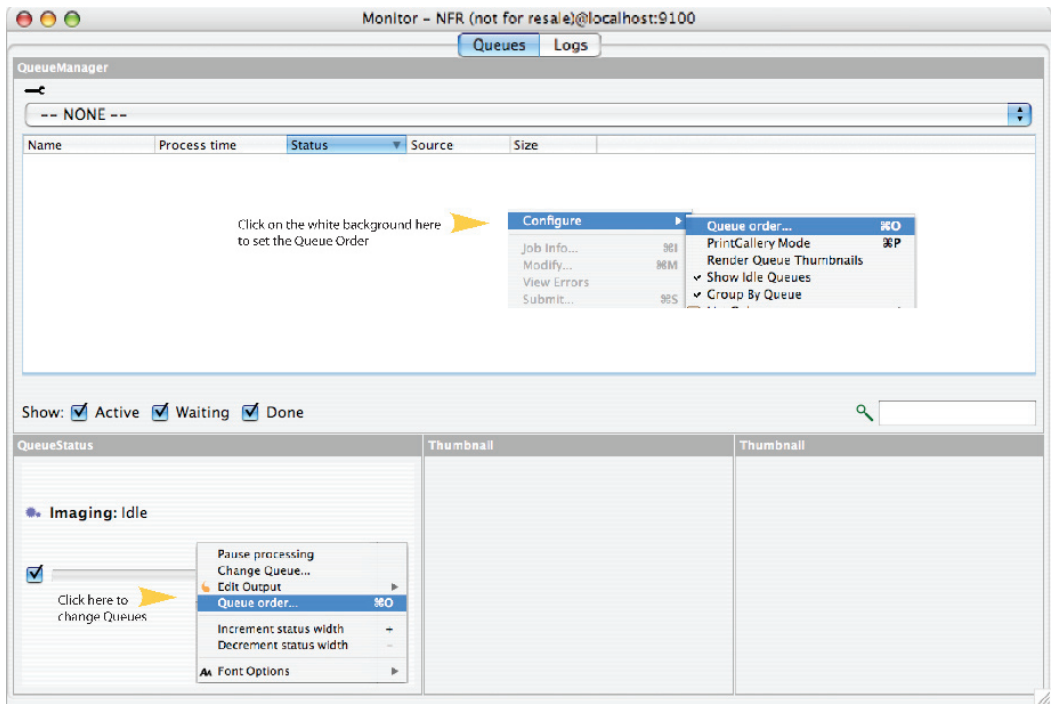 Monitor – NFR (not for resale)@localhost:9100
Queues Logs
QueueManager
-- NONE --
Name Process time Status Source Size
Click on the white background here
to set the Queue Order
Configure
Job Info... ⌘I
Modify... ⌘M
View Errors
Submit... ⌘S
Queue order... ⌘O
PrintGallery Mode ⌘P
Render Queue Thumbnails
Show Idle Queues
Group By Queue
Show: Active Waiting Done
QueueStatus Thumbnail Thumbnail
Imaging: Idle
Click here to
change Queues
Pause processing
Change Queue...
Edit Output
Queue order... ⌘O
Increment status width +
Decrement status width –
AA Font Options